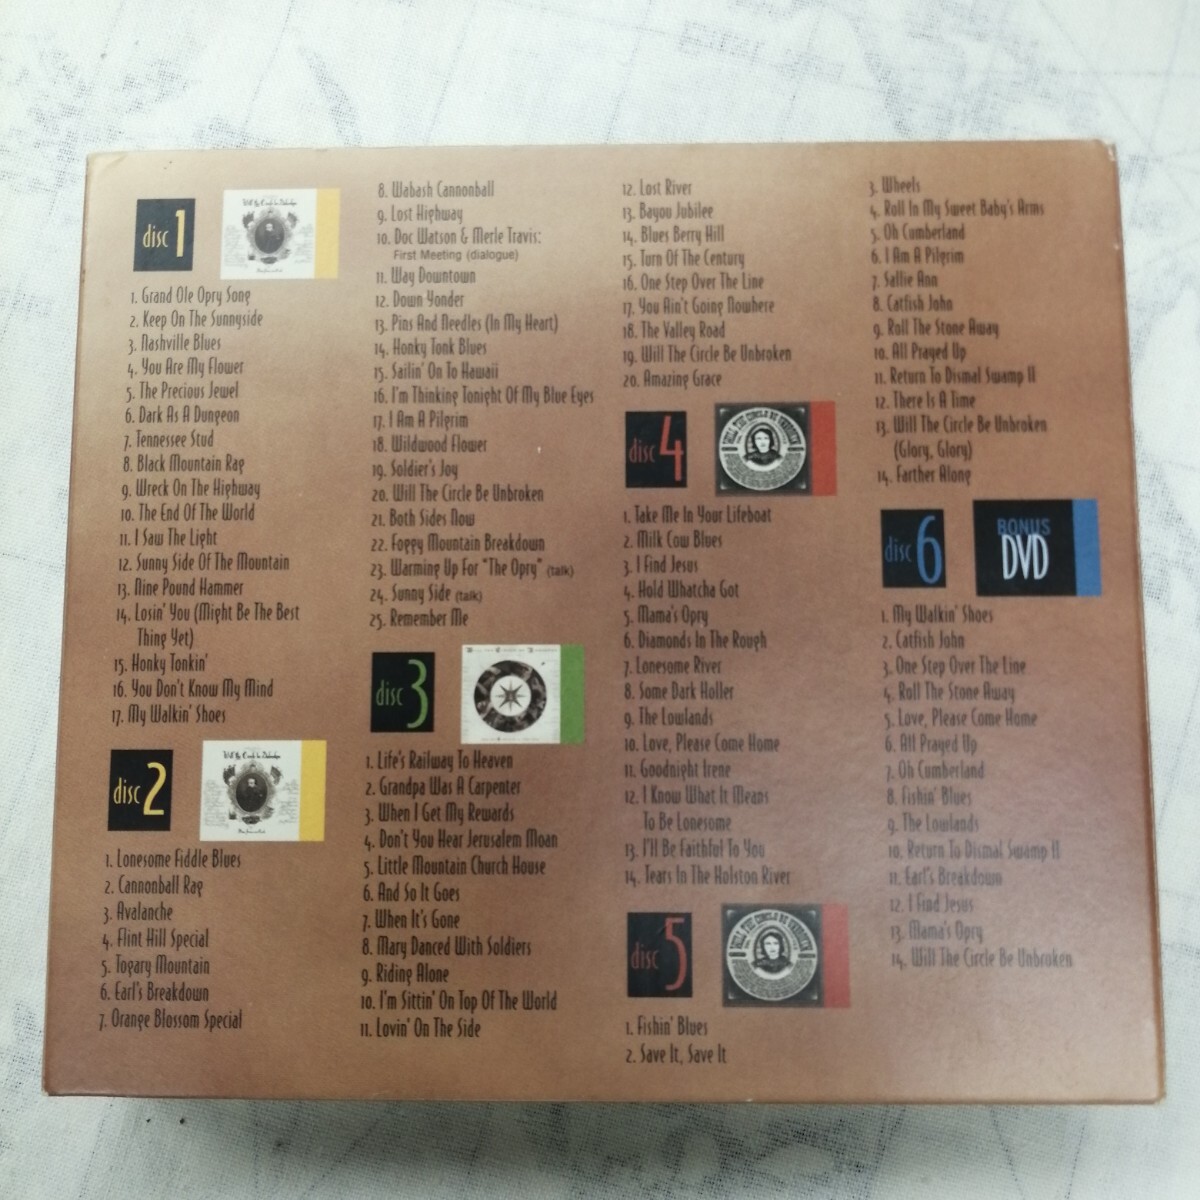 disc 1
1. Grand Ole Opry Song
2. Keep On The Sunnyside
3. Nashville Blues
4. You Are My Flower
5. The Precious Jewel
6. Dark As A Dungeon
7. Tennessee Stud
8. Black Mountain Rag
9. Wreck On The Highway
10. The End Of The World
11. I Saw The Light
12. Sunny Side Of The Mountain
13. Nine Pound Hammer
14. Losin' You (Might Be The Best
Thing Yet)
15. Honky Tonkin'
16. You Don't Know My Mind
17. My Walkin' Shoes
disc 2
1. Lonesome Fiddle Blues
2. Cannonball Rag
3. Avalanche
4. Flint Hill Special
5. Togary Mountain
6. Earl's Breakdown
7. Orange Blossom Special
8. Wabash Cannonball
9. Lost Highway
10. Doc Watson & Merle Travis:
First Meeting (dialogue)
11. Way Downtown
12. Down Yonder
13. Pins And Needles (In My Heart)
14. Honky Tonk Blues
15. Sailin' On To Hawaii
16. I'm Thinking Tonight Of My Blue Eyes
17. I Am A Pilgrim
18. Wildwood Flower
19. Soldier's Joy
20. Will The Circle Be Unbroken
21. Both Sides Now
22. Foggy Mountain Breakdown
23. Warming Up For "The Opry" (talk)
24. Sunny Side (talk)
25. Remember Me
disc 3
1. Life's Railway To Heaven
2. Grandpa Was A Carpenter
3. When I Get My Rewards
4. Don't You Hear Jerusalem Moan
5. Little Mountain Church House
6. And So It Goes
7. When It's Gone
8. Mary Danced With Soldiers
9. Riding Alone
10. I'm Sittin' On Top Of The World
11. Lovin' On The Side
12. Lost River
13. Bayou Jubilee
14. Blues Berry Hill
15. Turn Of The Century
16. One Step Over The Line
17. You Ain't Going Nowhere
18. The Valley Road
19. Will The Circle Be Unbroken
20. Amazing Grace
disc 4
WILL THE CIRCLE BE UNBROKEN
1. Take Me In Your Lifeboat
2. Milk Cow Blues
3. I Find Jesus
4. Hold Whatcha Got
5. Mama's Opry
6. Diamonds In The Rough
7. Lonesome River
8. Some Dark Holler
9. The Lowlands
10. Love, Please Come Home
11. Goodnight Irene
12. I Know What It Means
To Be Lonesome
13. I'll Be Faithful To You
14. Tears In The Holston River
disc 5
WILL THE CIRCLE BE UNBROKEN
1. Fishin' Blues
2. Save It, Save It
3. Wheels
4. Roll In My Sweet Baby's Arms
5. Oh Cumberland
6. I Am A Pilgrim
7. Sallie Ann
8. Catfish John
9. Roll The Stone Away
10. All Prayed Up
11. Return To Dismal Swamp II
12. There Is A Time
13. Will The Circle Be Unbroken
(Glory, Glory)
14. Farther Along
disc 6
BONUS
DVD
1. My Walkin' Shoes
2. Catfish John
3. One Step Over The Line
4. Roll The Stone Away
5. Love, Please Come Home
6. All Prayed Up
7. Oh Cumberland
8. Fishin' Blues
9. The Lowlands
10. Return To Dismal Swamp II
11. Earl's Breakdown
12. I Find Jesus
13. Mama's Opry
14. Will The Circle Be Unbroken